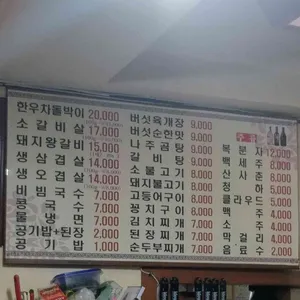 한우차돌박이 20,000
소갈비살 17,000
돼지왕갈비 15,000
생삼겹살 14,000
생오겹살 14,000
비빔국수 7,000
콩국수 7,000
물냉면 7,000
공기밥+된장 2,000
공기밥 1,000
버섯육개장 9,000
버섯순한맛 9,000
나주곰탕 9,000
갈비탕 9,000
소불고기 8,000
돼지불고기 8,000
고등어구이 8,000
꽁치구이 8,000
김치찌개 7,000
된장찌개 7,000
순두부찌개 7,000
주류
복분자 12,000
백세주 8,000
산사춘 8,000
청하 5,000
클라우드 5,000
맥주 4,000
소주 4,000
막걸리 4,000
음료수 2,000